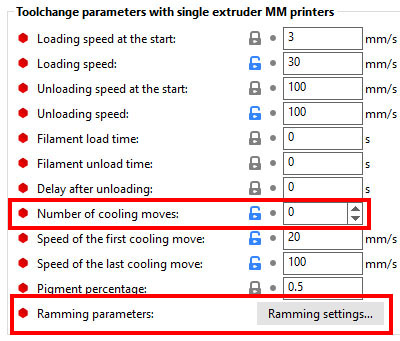 Toolchange parameters with single extruder MM printers
Loading speed at the start: 3 mm/s
Loading speed: 30 mm/s
Unloading speed at the start: 100 mm/s
Unloading speed: 100 mm/s
Filament load time: 0 s
Filament unload time: 0 s
Delay after unloading: 0 s
Number of cooling moves: 0
Speed of the first cooling move: 20 mm/s
Speed of the last cooling move: 100 mm/s
Pigment percentage: 0.5
Ramming parameters: Ramming settings...